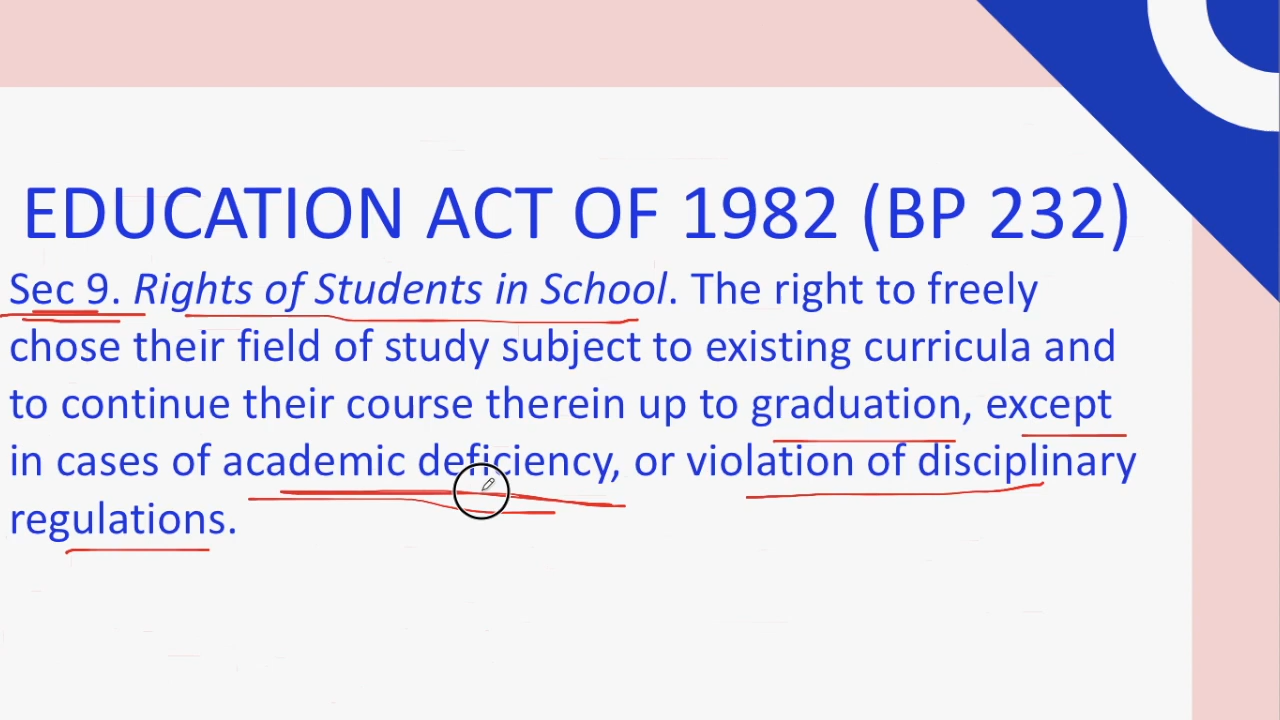 EDUCATION ACT OF 1982 (BP 232)
Sec 9. Rights of Students in School. The right to freely
chose their field of study subject to existing curricula and
to continue their course therein up to graduation, except
in cases of academic deficiency, or violation of disciplinary
regulations.